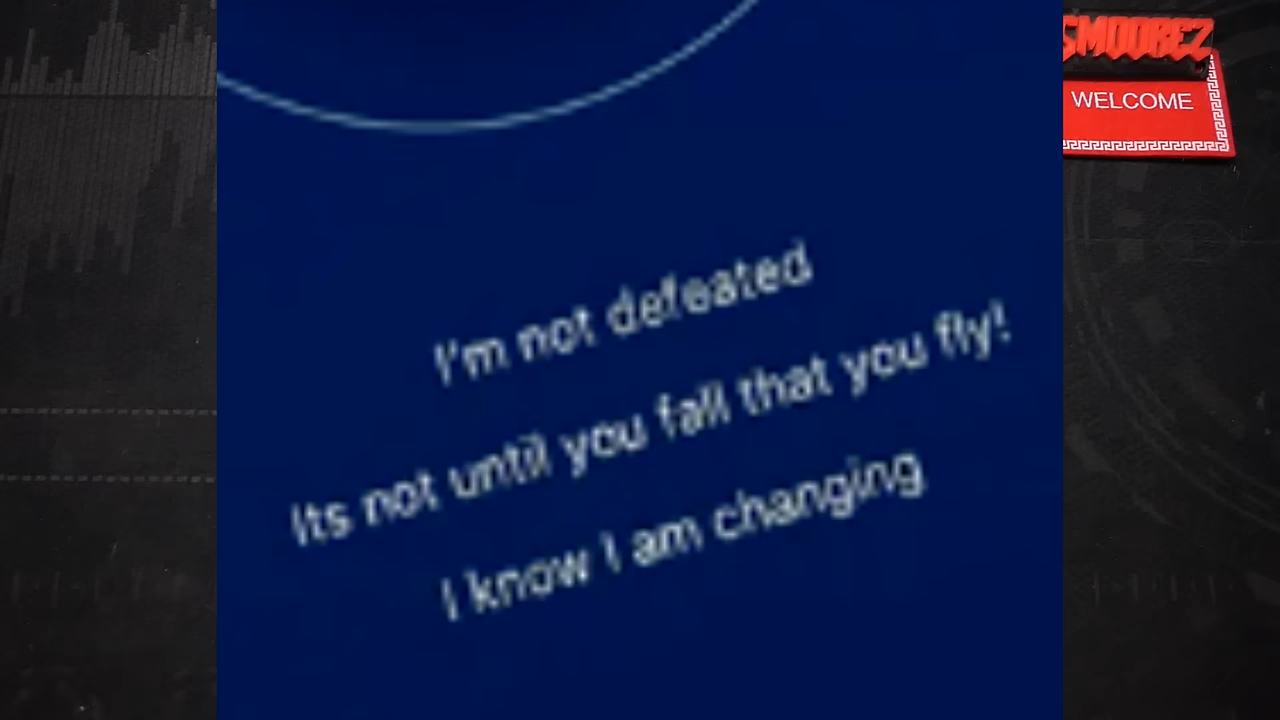 SMOOREZ
WELCOME
I'm not defeated
Its not until you fall that you fly!
I know I am changing